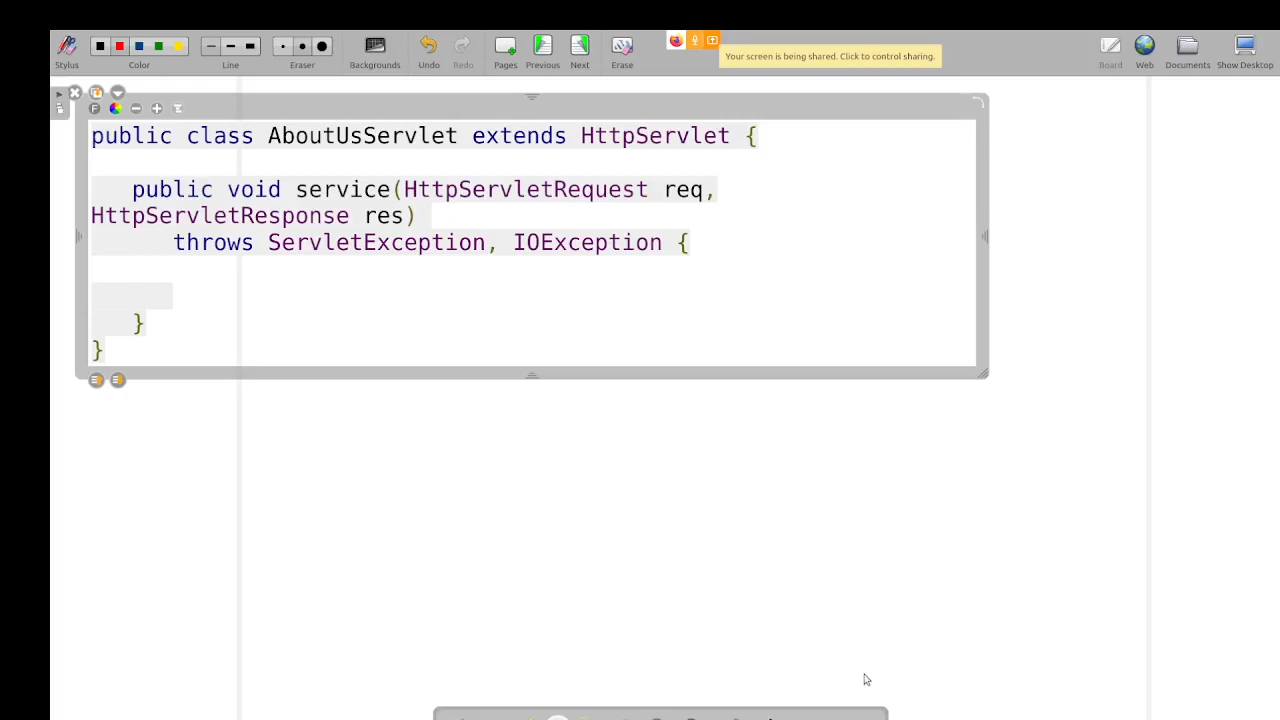 Stylus
Color
Line
Eraser
Backgrounds
Undo
Redo
Pages
Previous
Next
Erase
Your screen is being shared. Click to control sharing.
Board
Web
Documents
Show Desktop
F
public class AboutUsServlet extends HttpServlet {
public void service(HttpServletRequest req,
HttpServletResponse res)
throws ServletException, IOException {
}
}